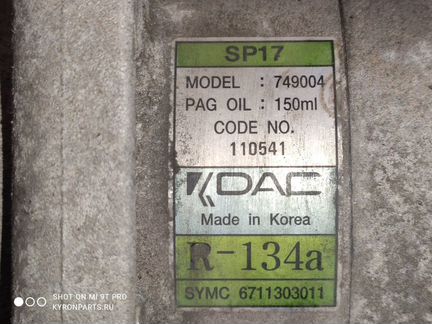 SP17
MODEL : 749004
PAG OIL : 150ml
CODE NO.
110541
KDAC
Made in Korea
R-134a
SYMC 6711303011
SHOT ON MI 9T PRO
KYRONPARTS.RU